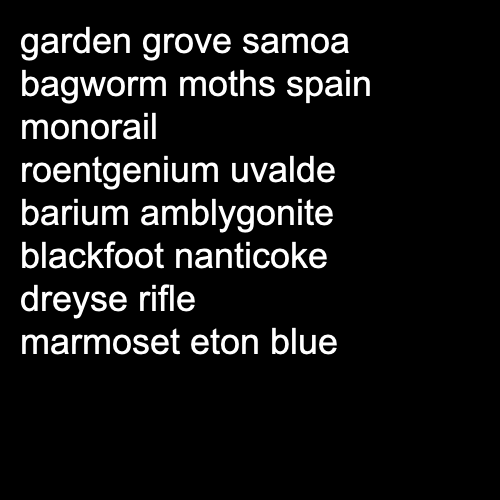 garden grove samoa
bagworm moths spain
monorail
roentgenium uvalde
barium amblygonite
blackfoot nanticoke
dreyse rifle
marmoset eton blue